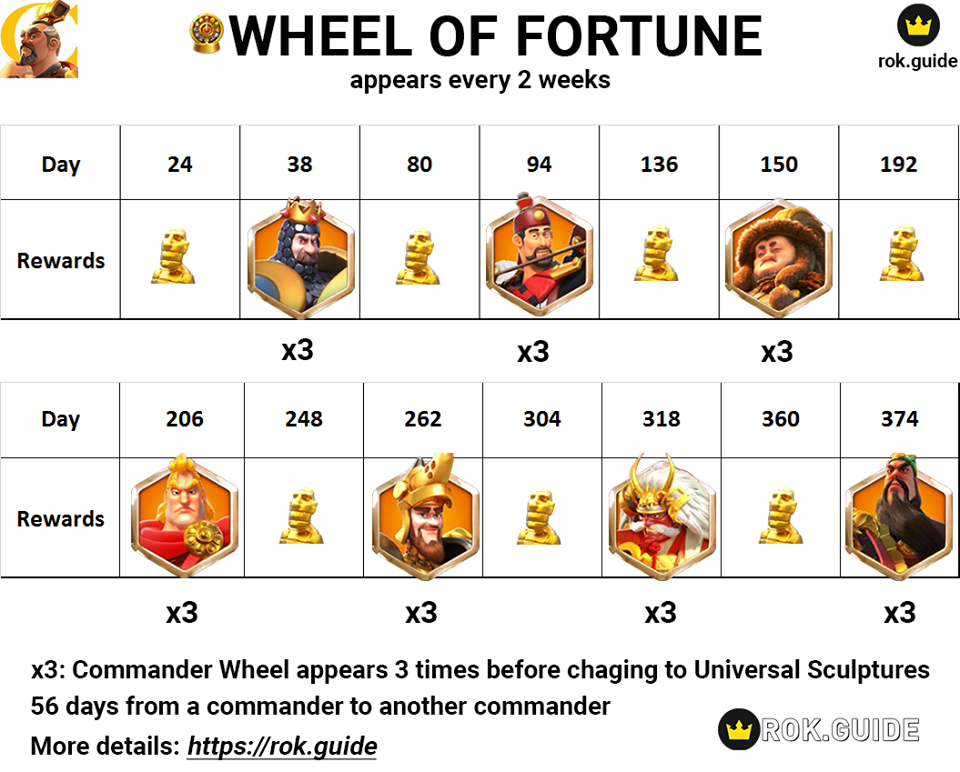 WHEEL OF FORTUNE
appears every 2 weeks
rok.guide
Day 24 38 80 94 136 150 192
Rewards
x3 x3 x3
Day 206 248 262 304 318 360 374
Rewards
x3 x3 x3 x3
x3: Commander Wheel appears 3 times before chaging to Universal Sculptures
56 days from a commander to another commander
More details: https://rok.guide
ROK.GUIDE